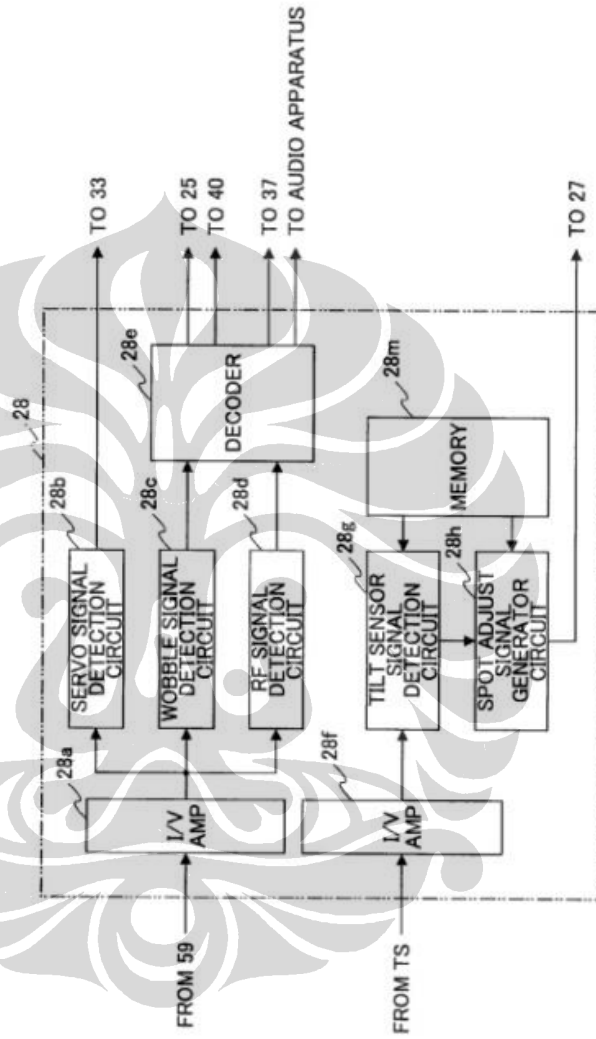 28
28b
SERVO SIGNAL
DETECTION
CIRCUIT
TO 33
28a
I/V
AMP
FROM 59
28c
WOBBLE SIGNAL
DETECTION
CIRCUIT
28e
DECODER
TO 25
TO 40
TO 37
TO AUDIO APPARATUS
28d
RF SIGNAL
DETECTION
CIRCUIT
28f
I/V
AMP
FROM TS
28g
TILT SENSOR
SIGNAL
DETECTION
CIRCUIT
28m
MEMORY
28h
SPOT ADJUST
SIGNAL
GENERATOR
CIRCUIT
TO 27